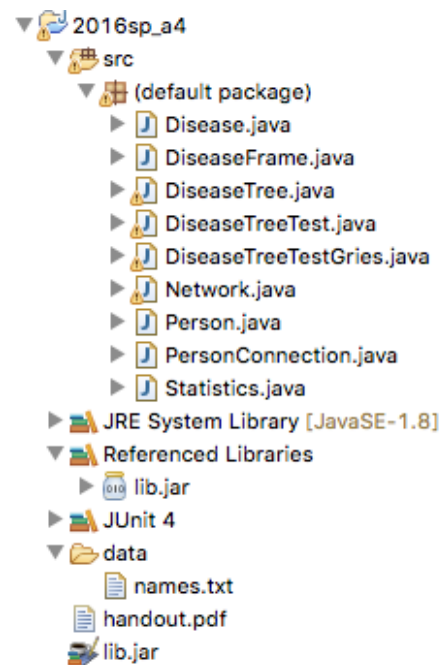 2016sp_a4
src
(default package)
Disease.java
DiseaseFrame.java
DiseaseTree.java
DiseaseTreeTest.java
DiseaseTreeTestGries.java
Network.java
Person.java
PersonConnection.java
Statistics.java
JRE System Library [JavaSE-1.8]
Referenced Libraries
lib.jar
JUnit 4
data
names.txt
handout.pdf
lib.jar